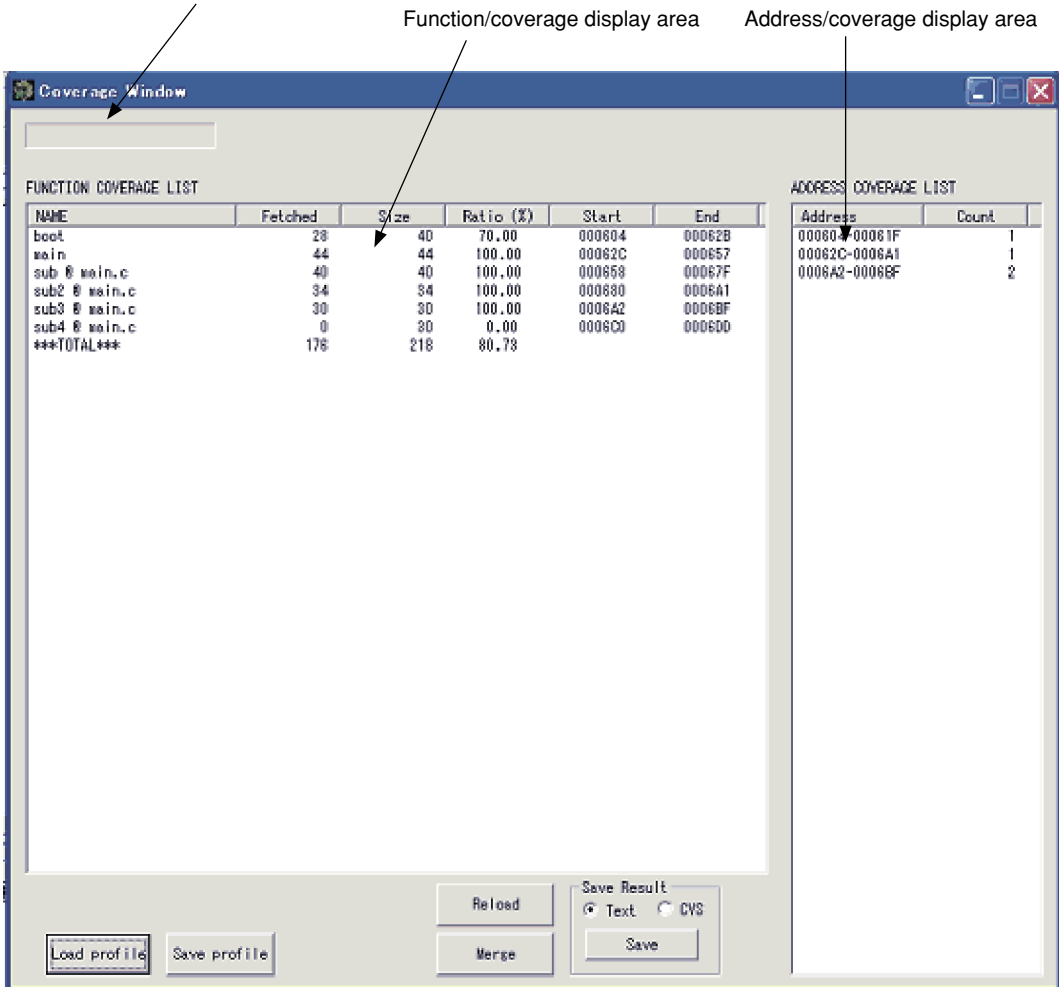 Function/coverage display area Address/coverage display area
Coverage Window
FUNCTION COVERAGE LIST ADDRESS COVERAGE LIST
NAME Fetched Size Ratio (%) Start End Address Count
boot 28 40 70.00 000604 00062B 000604-00061F 1
main 44 44 100.00 00062C 000657 00062C-0006A1 1
sub @ main.c 40 40 100.00 000658 00067F 0006A2-0006BF 2
sub2 @ main.c 34 34 100.00 000680 0006A1
sub3 @ main.c 30 30 100.00 0006A2 0006BF
sub4 @ main.c 0 30 0.00 0006C0 0006DD
***TOTAL*** 176 218 80.73
Save Result
Reload Text CVS
Load profile Save profile Merge Save